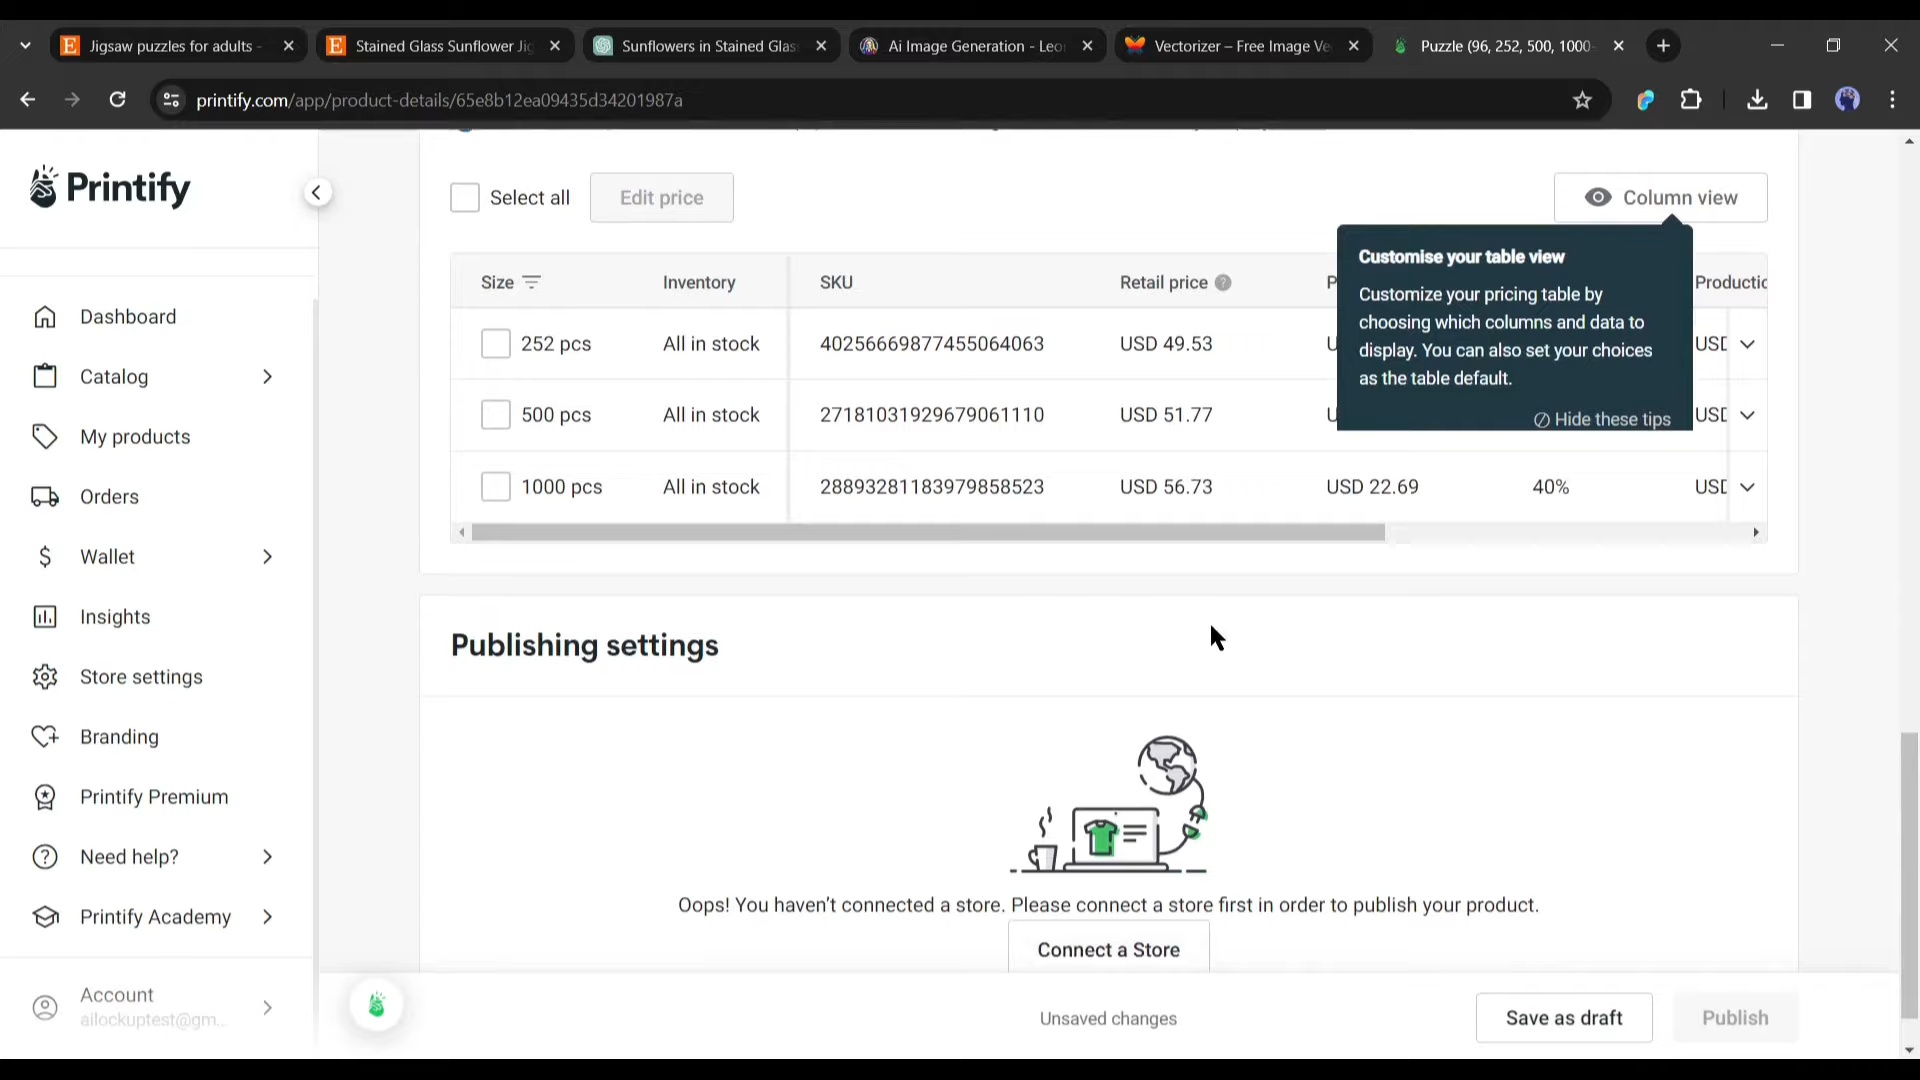 Jigsaw puzzles for adults -
Stained Glass Sunflower Jig
Sunflowers in Stained Glas
Ai Image Generation - Leo
Vectorizer – Free Image Ve
Puzzle (96, 252, 500, 1000-
printify.com/app/product-details/65e8b12ea09435d34201987a
Printify
Dashboard
Catalog
My products
Orders
Wallet
Insights
Store settings
Branding
Printify Premium
Need help?
Printify Academy
Account
ailockuptest@gm...
Select all
Edit price
Column view
Customise your table view
Customize your pricing table by
choosing which columns and data to
display. You can also set your choices
as the table default.
Hide these tips
Size Inventory SKU Retail price P Productic
252 pcs All in stock 40256669877455064063 USD 49.53 U USD
500 pcs All in stock 27181031929679061110 USD 51.77 U USD
1000 pcs All in stock 28893281183979858523 USD 56.73 USD 22.69 40% USD
Publishing settings
Oops! You haven't connected a store. Please connect a store first in order to publish your product.
Connect a Store
Unsaved changes
Save as draft
Publish